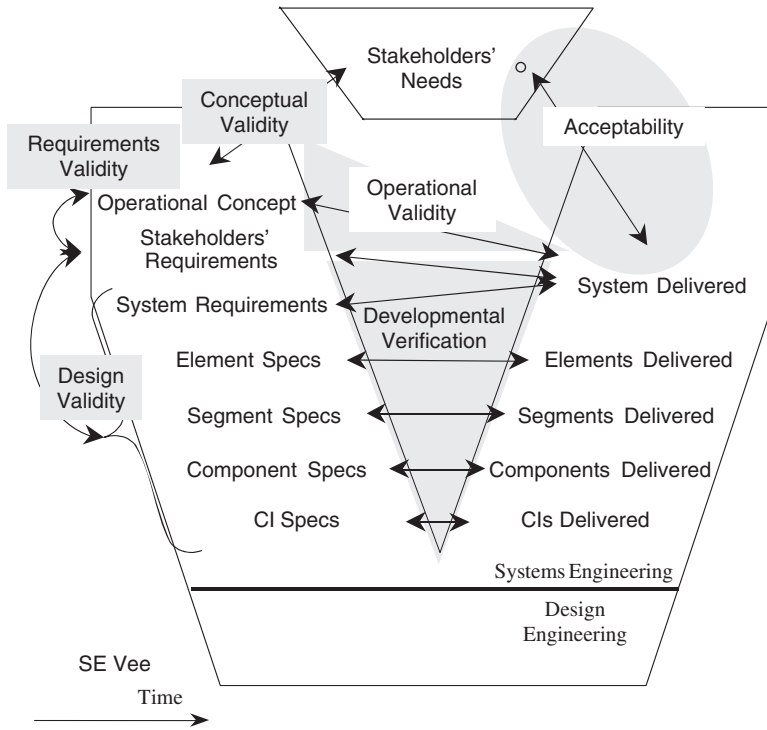 Stakeholders'
Needs
Conceptual
Validity
Acceptability
Requirements
Validity
Operational
Validity
Operational Concept
Stakeholders'
Requirements
System Delivered
System Requirements
Developmental
Verification
Element Specs
Elements Delivered
Design
Validity
Segment Specs
Segments Delivered
Component Specs
Components Delivered
CI Specs
CIs Delivered
Systems Engineering
Design
Engineering
SE Vee
Time